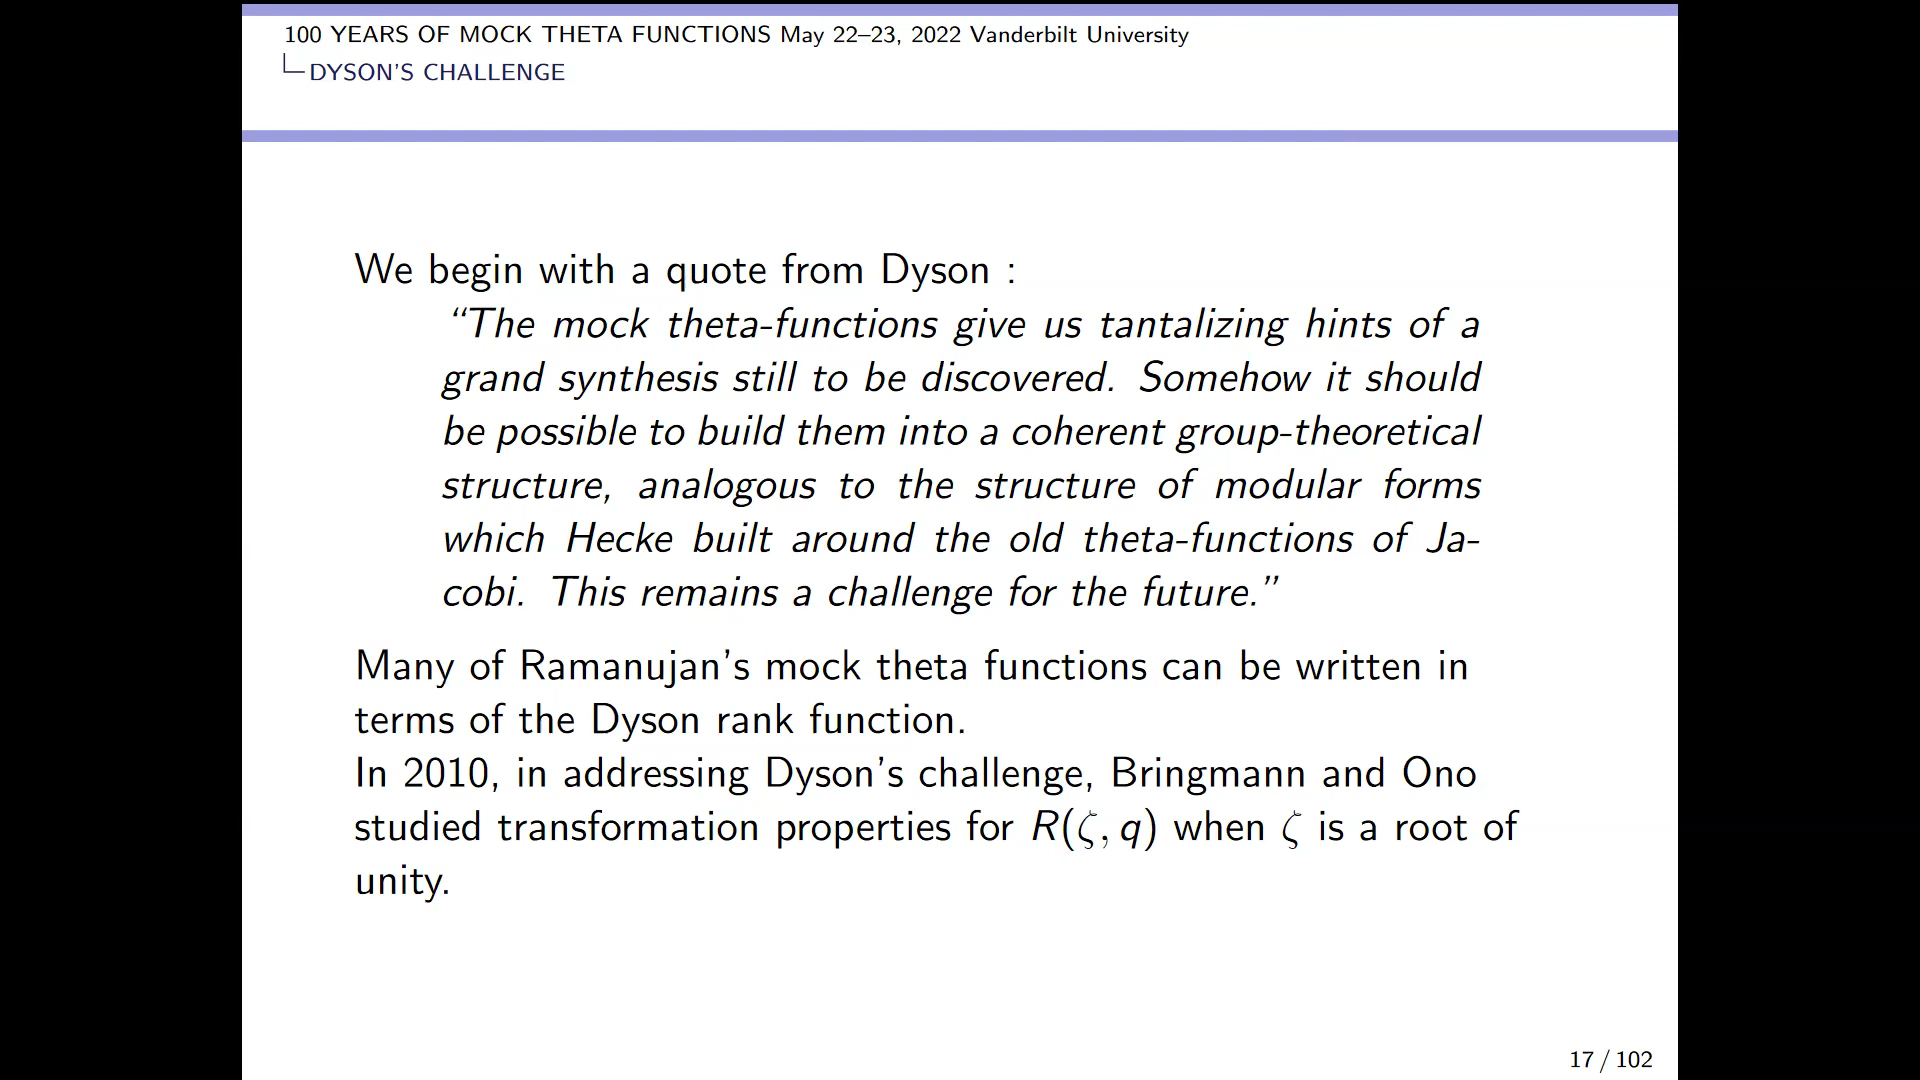 100 YEARS OF MOCK THETA FUNCTIONS May 22–23, 2022 Vanderbilt University
DYSON'S CHALLENGE
We begin with a quote from Dyson :
“The mock theta-functions give us tantalizing hints of a
grand synthesis still to be discovered. Somehow it should
be possible to build them into a coherent group-theoretical
structure, analogous to the structure of modular forms
which Hecke built around the old theta-functions of Ja-
cobi. This remains a challenge for the future.”
Many of Ramanujan's mock theta functions can be written in
terms of the Dyson rank function.
In 2010, in addressing Dyson's challenge, Bringmann and Ono
studied transformation properties for R(ζ, q) when ζ is a root of
unity.
17 / 102